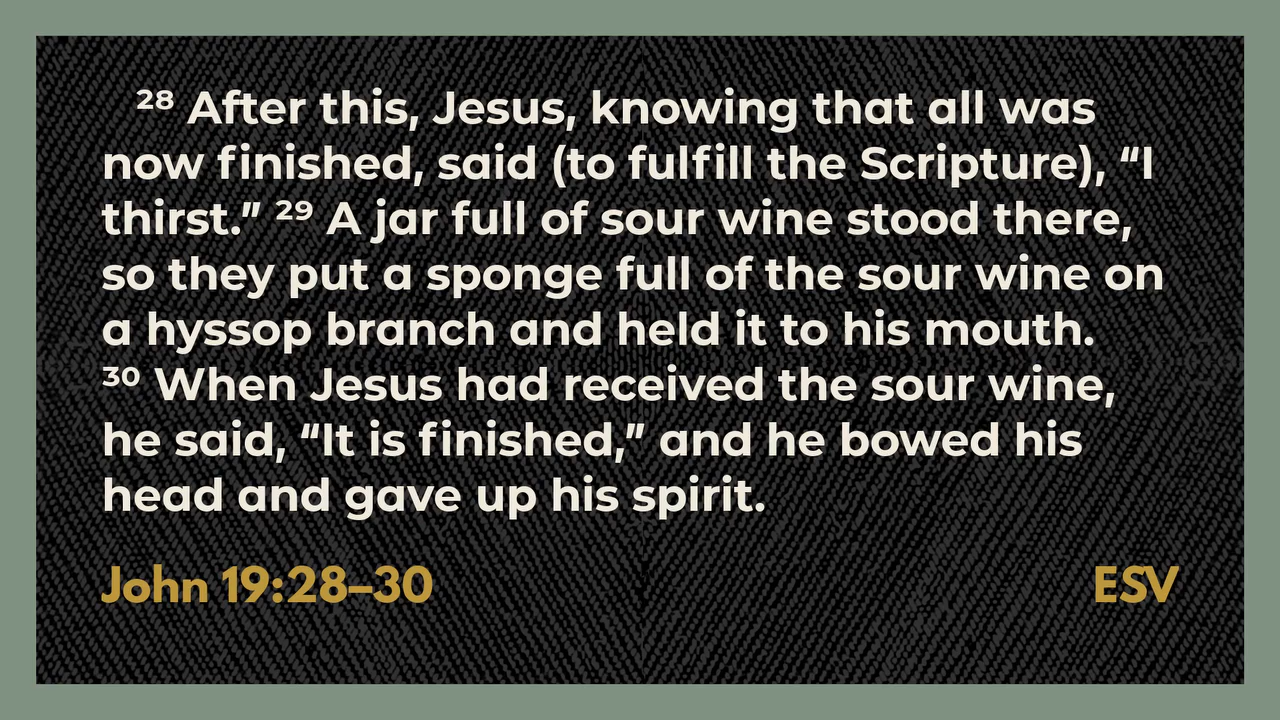 ²⁸ After this, Jesus, knowing that all was
now finished, said (to fulfill the Scripture), “I
thirst.” ²⁹ A jar full of sour wine stood there,
so they put a sponge full of the sour wine on
a hyssop branch and held it to his mouth.
³⁰ When Jesus had received the sour wine,
he said, “It is finished,” and he bowed his
head and gave up his spirit.
John 19:28–30 ESV